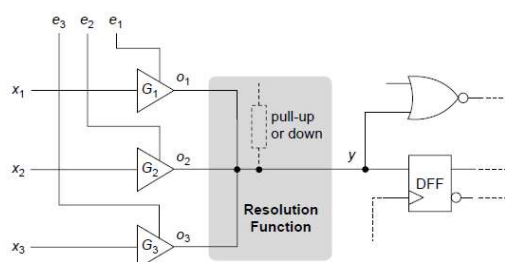 e3 e2 e1
x1 G1 o1
pull-up
or down
x2 G2 o2 y
DFF
Resolution
Function
x3 G3 o3